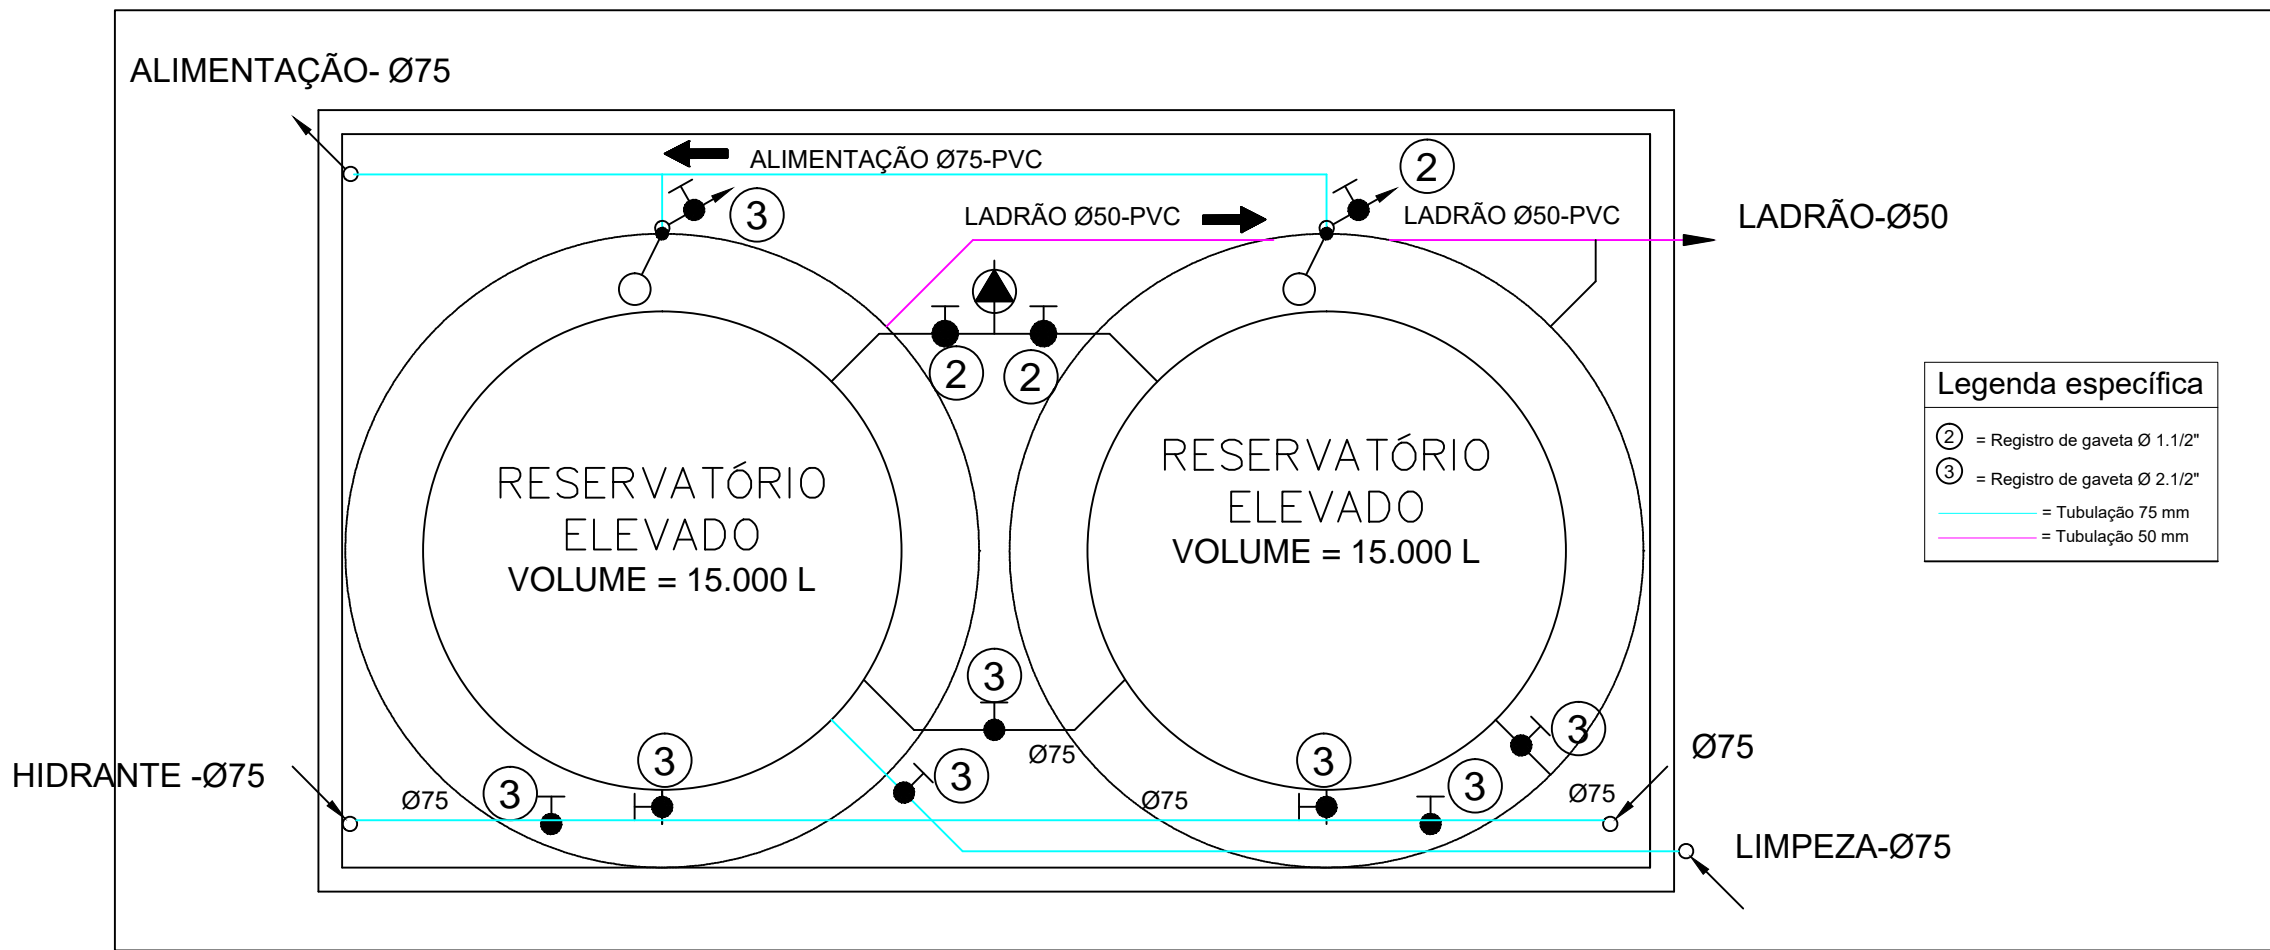 ALIMENTAÇÃO- Ø75
ALIMENTAÇÃO Ø75-PVC
2
3
LADRÃO Ø50-PVC
LADRÃO Ø50-PVC
LADRÃO-Ø50
2
2
RESERVATÓRIO
ELEVADO
VOLUME = 15.000 L
RESERVATÓRIO
ELEVADO
VOLUME = 15.000 L
Legenda específica
2 = Registro de gaveta Ø 1.1/2"
3 = Registro de gaveta Ø 2.1/2"
= Tubulação 75 mm
= Tubulação 50 mm
3
Ø75
3
Ø75
HIDRANTE -Ø75
Ø75
3
3
3
Ø75
3
3
Ø75
LIMPEZA-Ø75